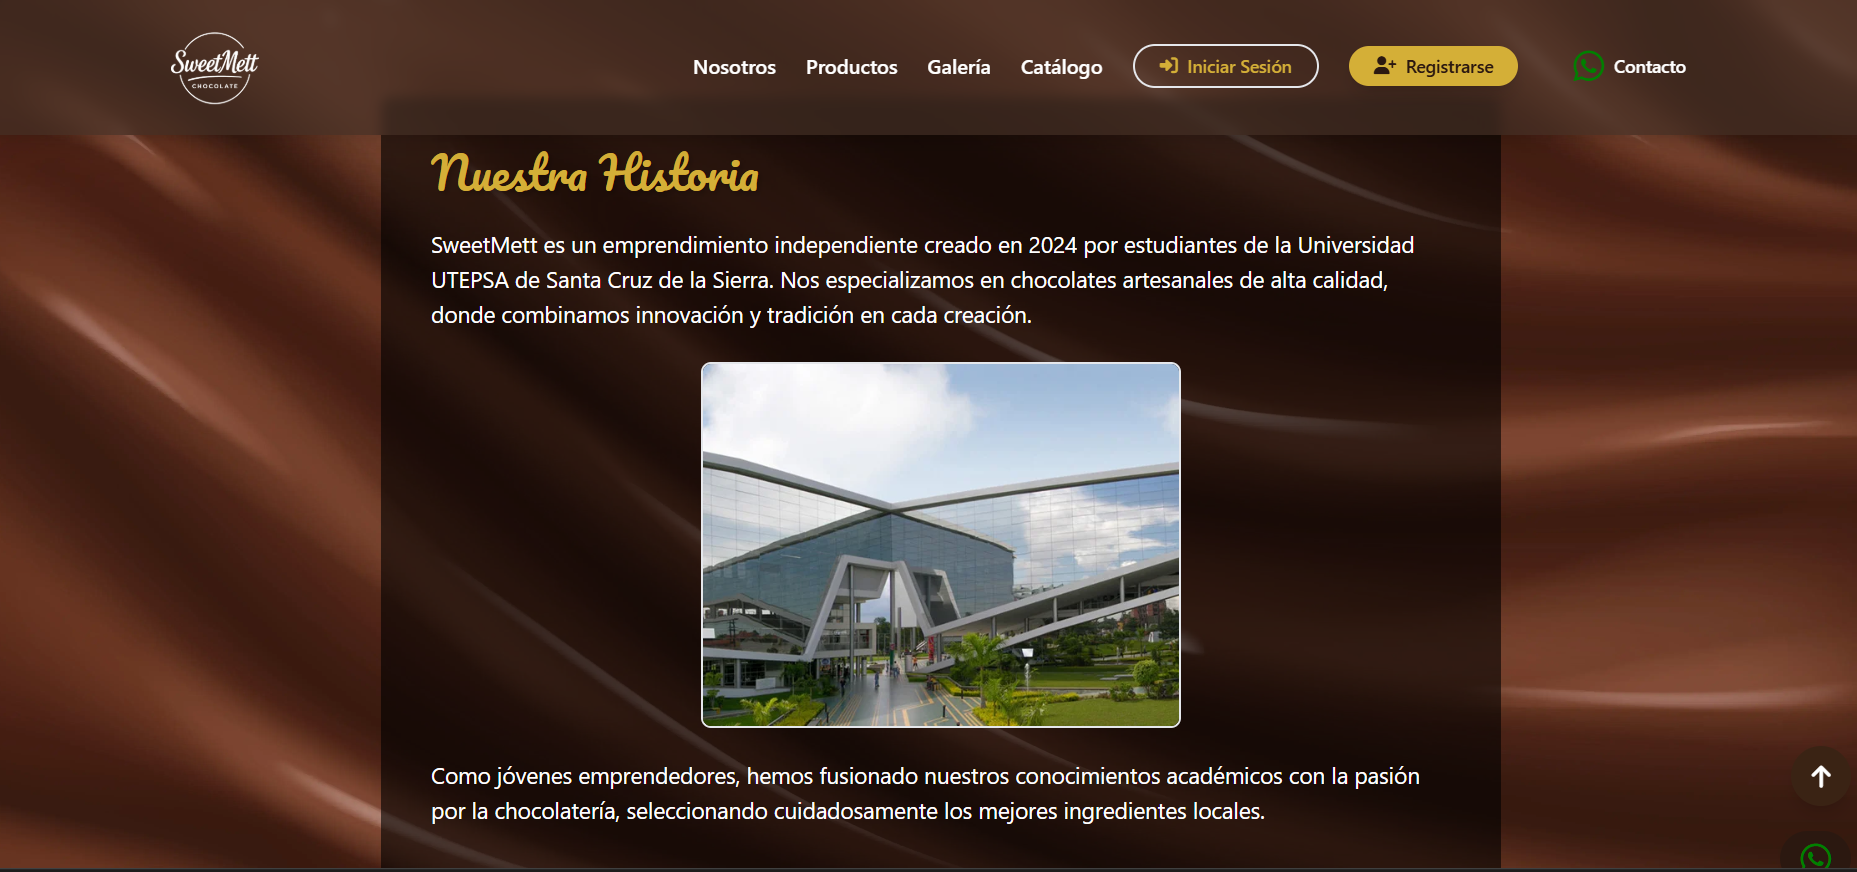 SweetMett
CHOCOLATE
Nosotros
Productos
Galería
Catálogo
Iniciar Sesión
Registrarse
Contacto
Nuestra Historia
SweetMett es un emprendimiento independiente creado en 2024 por estudiantes de la Universidad
UTEPSA de Santa Cruz de la Sierra. Nos especializamos en chocolates artesanales de alta calidad,
donde combinamos innovación y tradición en cada creación.
Como jóvenes emprendedores, hemos fusionado nuestros conocimientos académicos con la pasión
por la chocolatería, seleccionando cuidadosamente los mejores ingredientes locales.